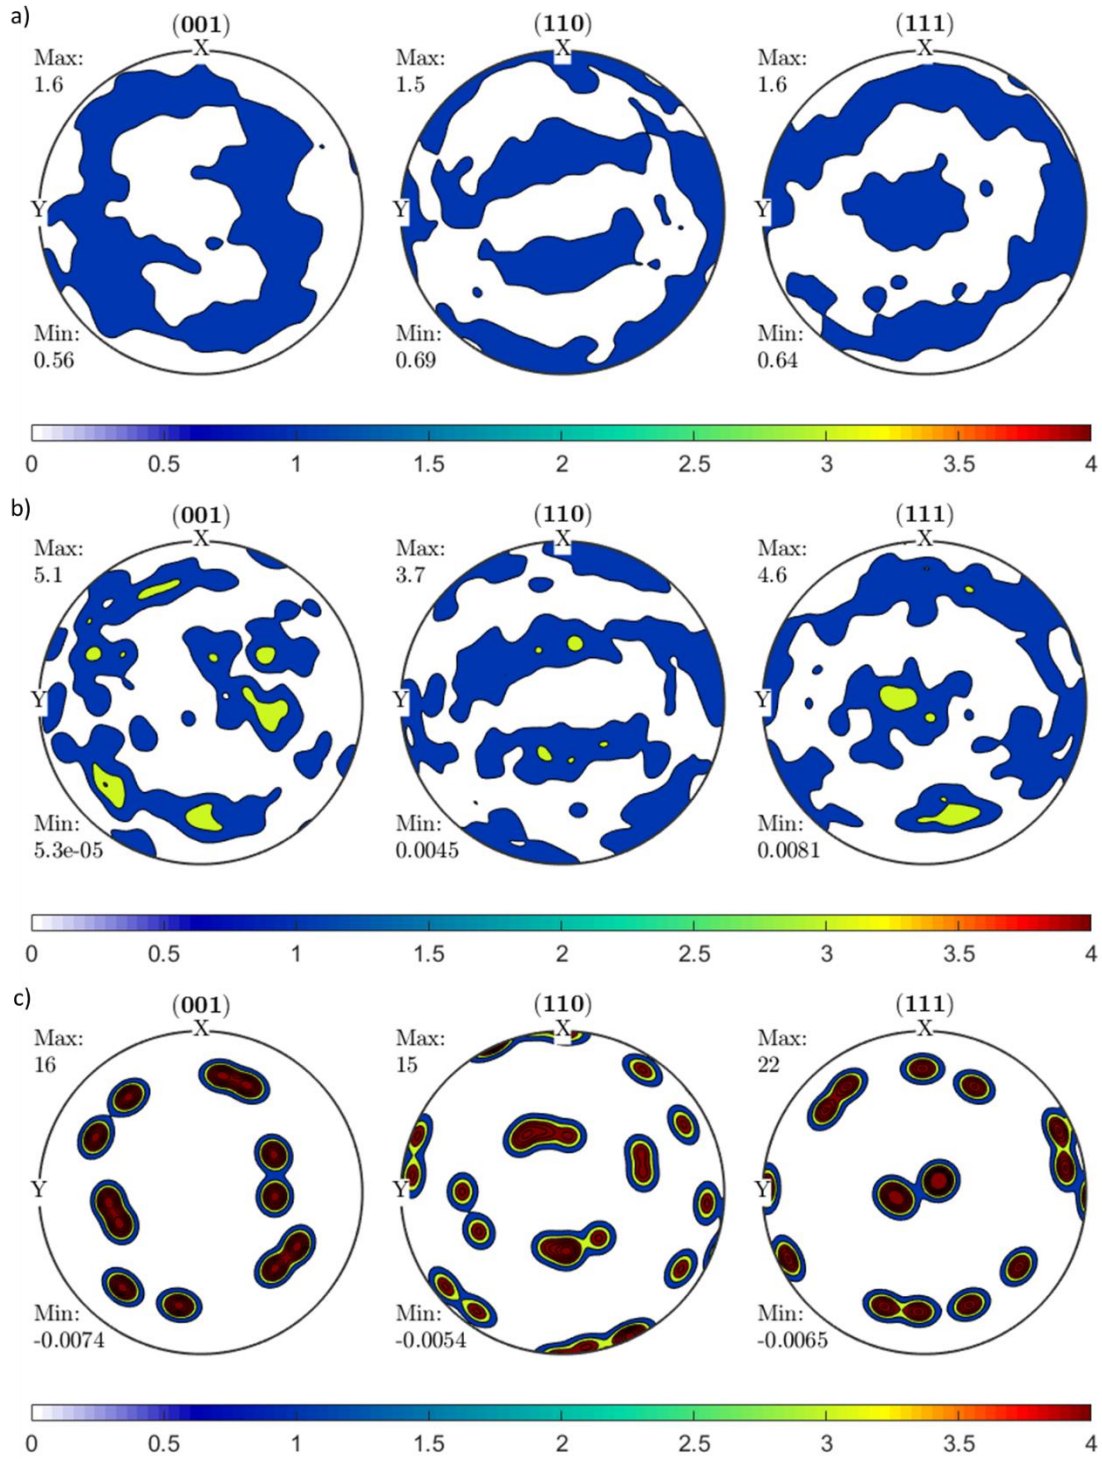 a)
(001)
(110)
(111)
X
X
X
Max:
1.6
Max:
1.5
Max:
1.6
Y
Y
Y
Min:
0.56
Min:
0.69
Min:
0.64
0 0.5 1 1.5 2 2.5 3 3.5 4
b)
(001)
(110)
(111)
X
X
X
Max:
5.1
Max:
3.7
Max:
4.6
Y
Y
Y
Min:
5.3e-05
Min:
0.0045
Min:
0.0081
0 0.5 1 1.5 2 2.5 3 3.5 4
c)
(001)
(110)
(111)
X
X
X
Max:
16
Max:
15
Max:
22
Y
Y
Y
Min:
-0.0074
Min:
-0.0054
Min:
-0.0065
0 0.5 1 1.5 2 2.5 3 3.5 4